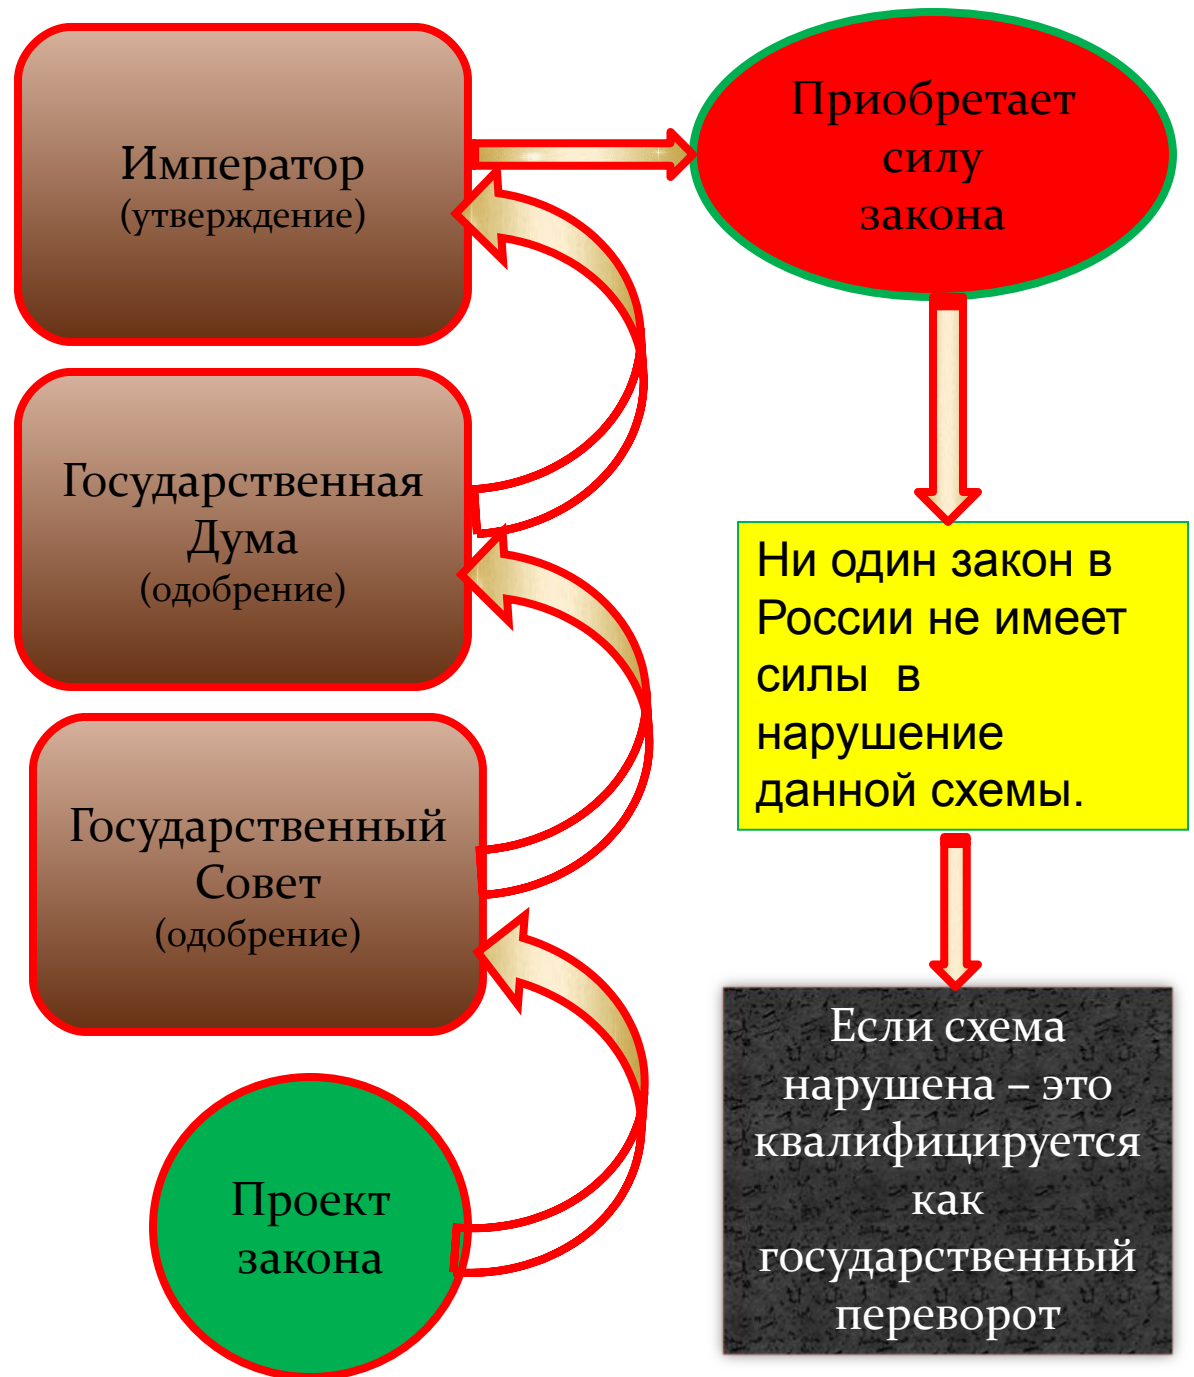 Император
(утверждение)
Государственная
Дума
(одобрение)
Государственный
Совет
(одобрение)
Проект
закона
Приобретает
силу
закона
Ни один закон в
России не имеет
силы  в
нарушение
данной схемы.
Если схема
нарушена – это
квалифицируется
как
государственный
переворот